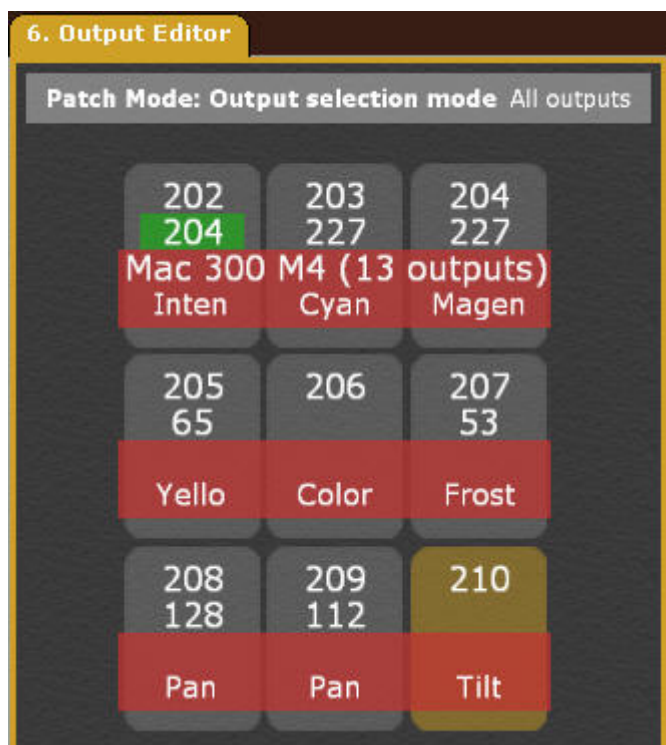 6. Output Editor
Patch Mode: Output selection mode All outputs
202 203 204
204 227 227
Mac 300 M4 (13 outputs)
Inten Cyan Magen
205 206 207
65 53
Yello Color Frost
208 209 210
128 112
Pan Pan Tilt